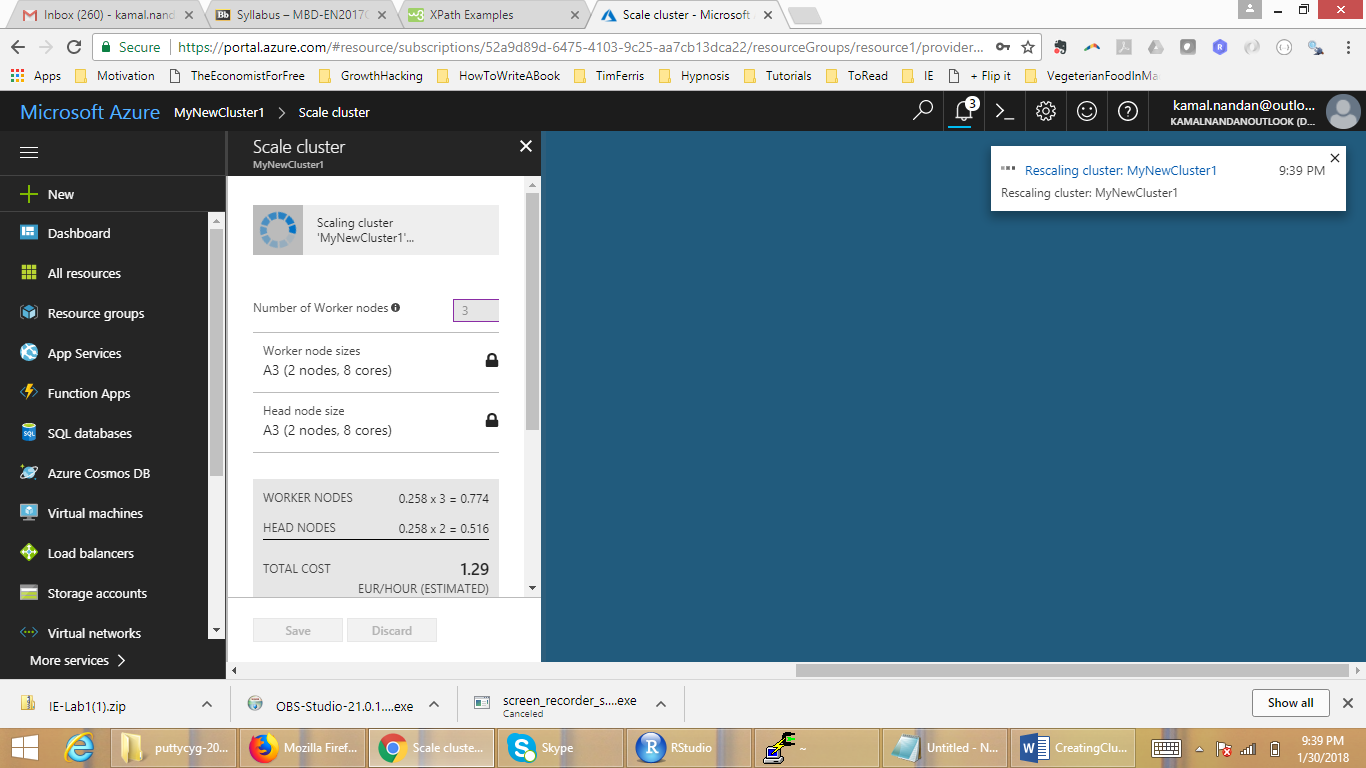 Inbox (260) - kamal.nand
Bb Syllabus – MBD-EN2017
XPath Examples
Scale cluster - Microsoft
Secure
https://portal.azure.com/#resource/subscriptions/52a9d89d-6475-4103-9c25-aa7cb13dca22/resourceGroups/resource1/provider...
Apps
Motivation
TheEconomistForFree
GrowthHacking
HowToWriteABook
TimFerris
Hypnosis
Tutorials
ToRead
IE
+ Flip it
VegeterianFoodInMa
Microsoft Azure
MyNewCluster1
Scale cluster
3
kamal.nandan@outlo...
KAMALNANDANOUTLOOK (D...
New
Dashboard
All resources
Resource groups
App Services
Function Apps
SQL databases
Azure Cosmos DB
Virtual machines
Load balancers
Storage accounts
Virtual networks
More services
Scale cluster
MyNewCluster1
Scaling cluster
'MyNewCluster1'...
Number of Worker nodes
3
Worker node sizes
A3 (2 nodes, 8 cores)
Head node size
A3 (2 nodes, 8 cores)
WORKER NODES 0.258 x 3 = 0.774
HEAD NODES 0.258 x 2 = 0.516
TOTAL COST 1.29
EUR/HOUR (ESTIMATED)
Save
Discard
Rescaling cluster: MyNewCluster1 9:39 PM
Rescaling cluster: MyNewCluster1
IE-Lab1(1).zip
OBS-Studio-21.0.1....exe
screen_recorder_s....exe
Canceled
Show all
puttycyg-20...
Mozilla Firef...
Scale cluste...
Skype
RStudio
~
Untitled - N...
CreatingClu...
9:39 PM
1/30/2018